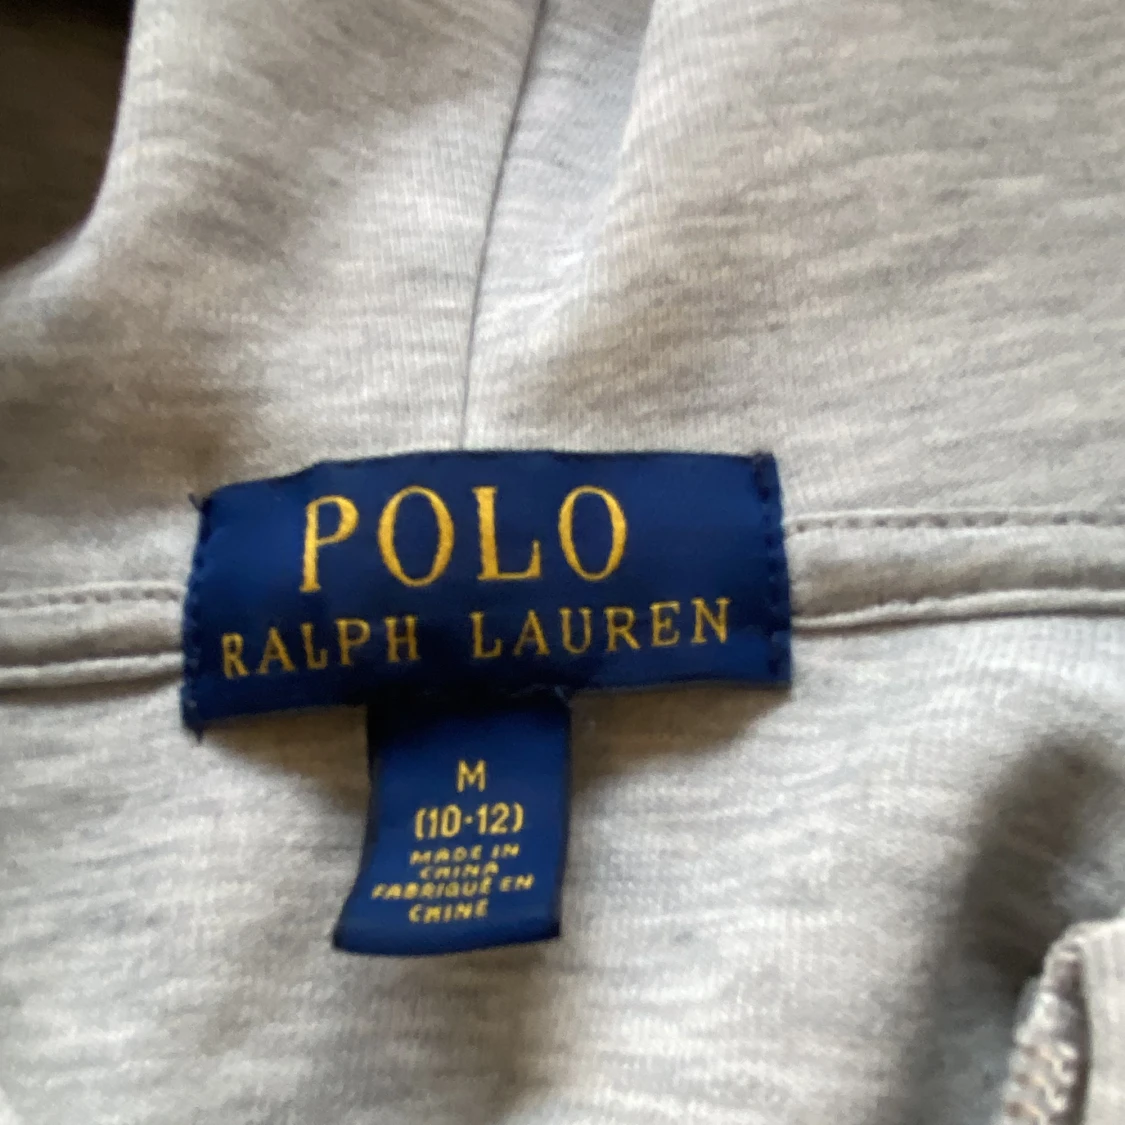 POLO
RALPH LAUREN
M
(10-12)
MADE IN
CHINA
FABRIQUÉ EN
CHINE